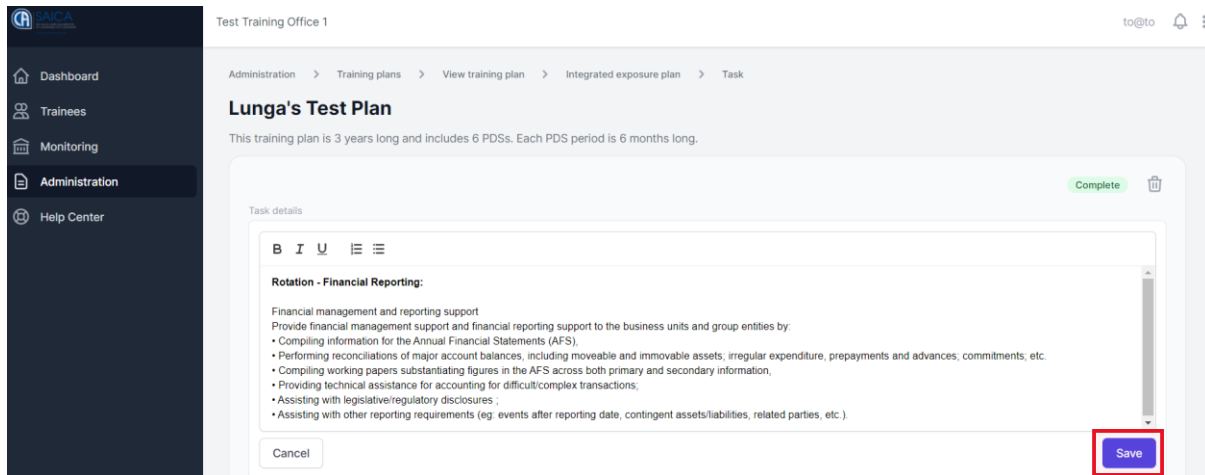 SAICA
Test Training Office 1
to@to
Dashboard
Trainees
Monitoring
Administration
Help Center
Administration > Training plans > View training plan > Integrated exposure plan > Task
Lunga's Test Plan
This training plan is 3 years long and includes 6 PDSs. Each PDS period is 6 months long.
Complete
Task details
B I U
Rotation - Financial Reporting:
Financial management and reporting support
Provide financial management support and financial reporting support to the business units and group entities by:
• Compiling information for the Annual Financial Statements (AFS),
• Performing reconciliations of major account balances, including moveable and immovable assets; irregular expenditure, prepayments and advances; commitments; etc.
• Compiling working papers substantiating figures in the AFS across both primary and secondary information,
• Providing technical assistance for accounting for difficult/complex transactions;
• Assisting with legislative/regulatory disclosures ;
• Assisting with other reporting requirements (eg: events after reporting date, contingent assets/liabilities, related parties, etc.).
Cancel
Save